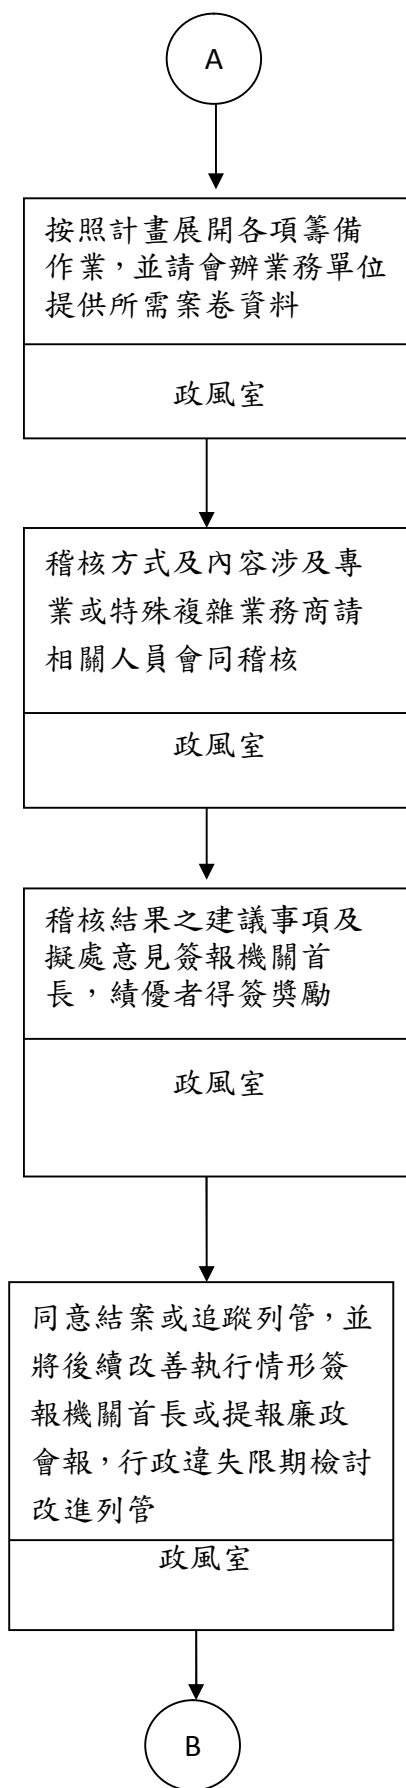 A
按照計畫展開各項籌備
作業，並請會辦業務單位
提供所需案卷資料
政風室
稽核方式及內容涉及專
業或特殊複雜業務商請
相關人員會同稽核
政風室
稽核結果之建議事項及
擬處意見簽報機關首
長，績優者得簽獎勵
政風室
同意結案或追蹤列管，並
將後續改善執行情形簽
報機關首長或提報廉政
會報，行政違失限期檢討
改進列管
政風室
B